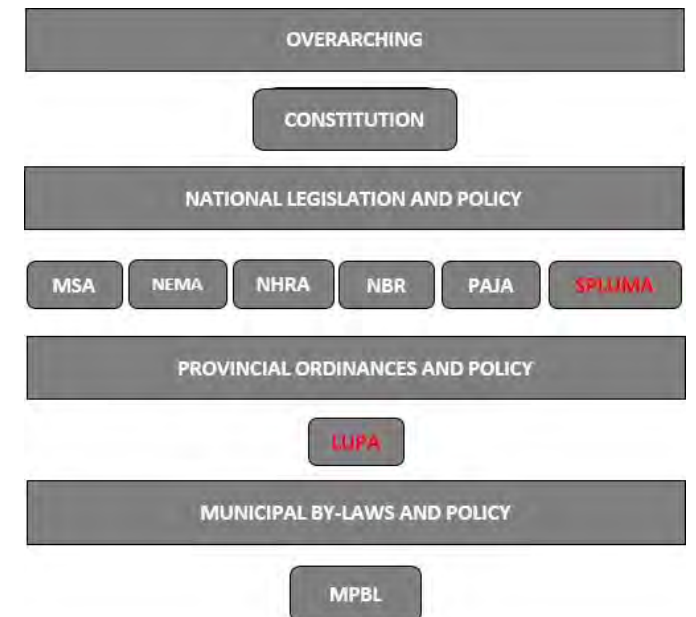 OVERARCHING
CONSTITUTION
NATIONAL LEGISLATION AND POLICY
MSA NEMA NHRA NBR PAJA SPLUMA
PROVINCIAL ORDINANCES AND POLICY
LUPA
MUNICIPAL BY-LAWS AND POLICY
MPBL